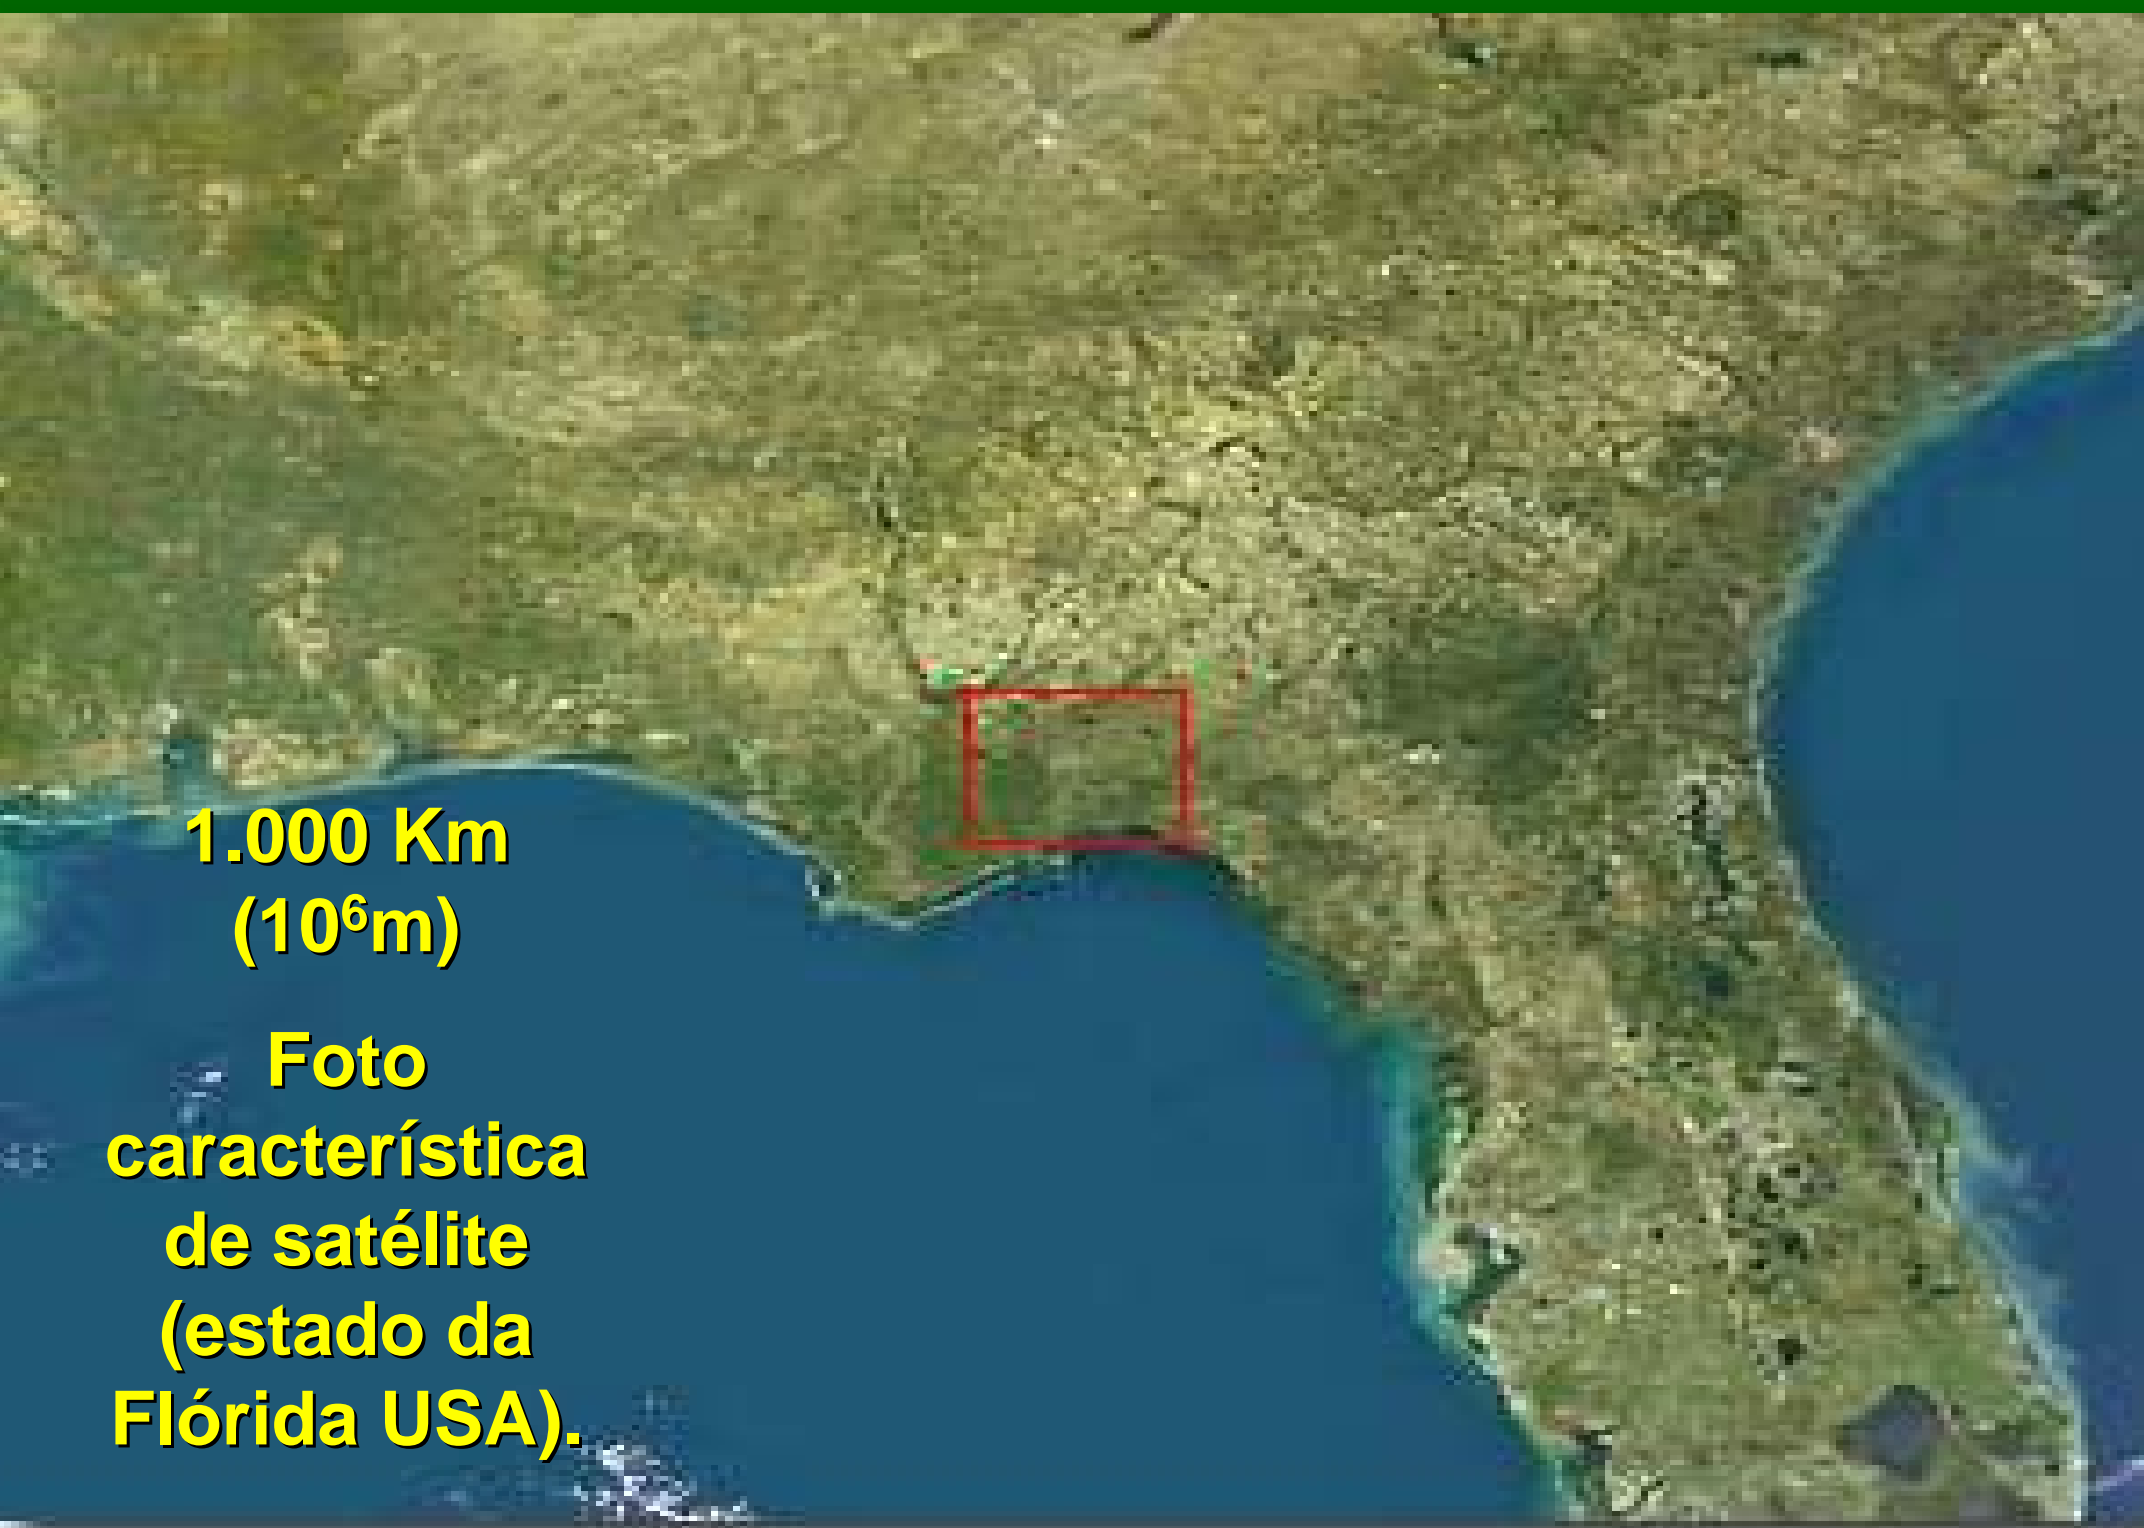 1.000 Km
(10⁶m)
Foto
característica
de satélite
(estado da
Flórida USA).